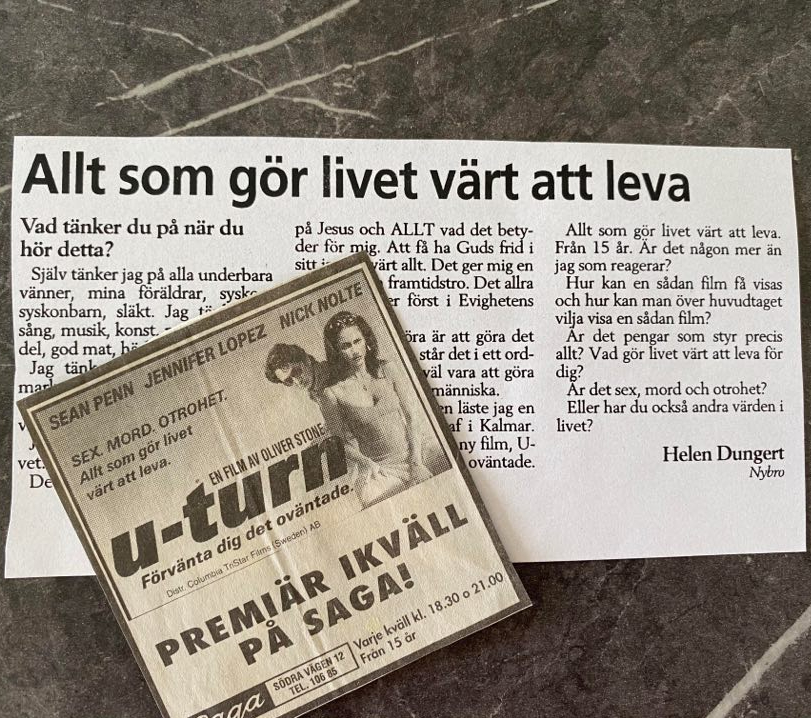 Allt som gör livet värt att leva
Vad tänker du på när du
hör detta?
Själv tänker jag på alla underbara
vänner, mina föräldrar,
syskonbarn, släkt. Jag
sång, musik, konst,
del, god mat,
Jag
vet.
De
på Jesus och ALLT vad det bety-
der för mig. Att få ha Guds frid i
sitt värt allt. Det ger mig en
framtidstro. Det allra
först i Evighetens
är att göra det
står det i ett ord-
väl vara att göra
människa.
läste jag en
i Kalmar.
ny film, U-
oväntade.
Allt som gör livet värt att leva.
Från 15 år. Är det någon mer än
jag som reagerar?
Hur kan en sådan film få visas
och hur kan man över huvudtaget
vilja visa en sådan film?
Är det pengar som styr precis
allt? Vad gör livet värt att leva för
dig?
Är det sex, mord och otrohet?
Eller har du också andra värden i
livet?
Helen Dungert
Nybro
SEAN PENN JENNIFER LOPEZ NICK NOLTE
SEX. MORD. OTROHET.
Allt som gör livet
värt att leva.
EN FILM AV OLIVER STONE
u-turn
Förvänta dig det oväntade.
Distr. Columbia TriStar Films (Sweden) AB
PREMIÄR IKVÄLL
PÅ SAGA!
Varje kväll kl. 18.30 o 21.00
Från 15 år
Saga
SÖDRA VÄGEN 12
TEL. 106 85